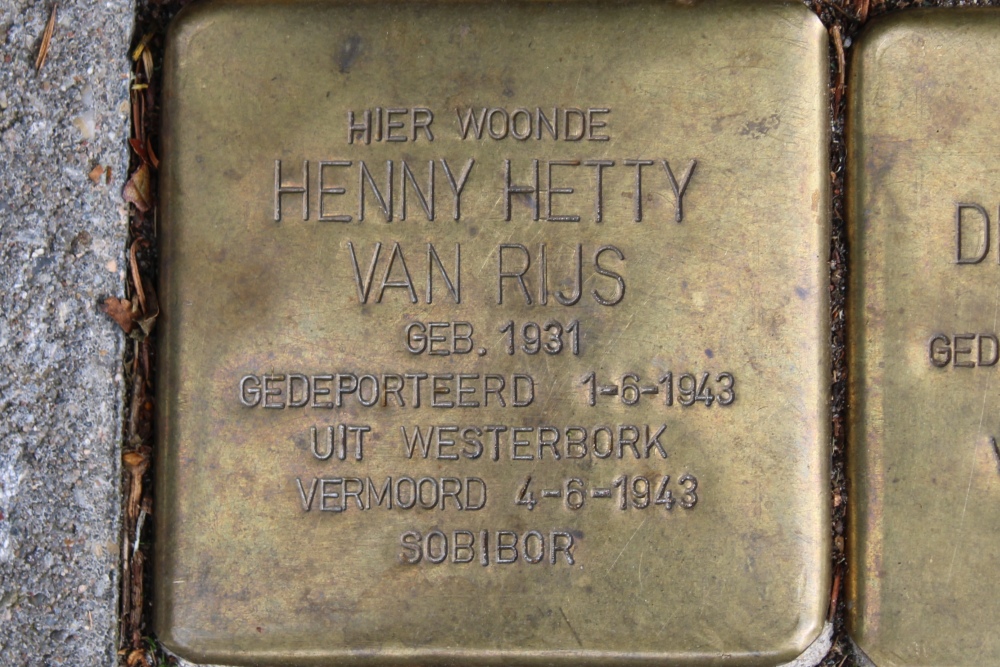 HIER WOONDE
HENNY HETTY
VAN RIJS
GEB. 1931
GEDEPORTEERD 1-6-1943
UIT WESTERBORK
VERMOORD 4-6-1943
SOBIBOR